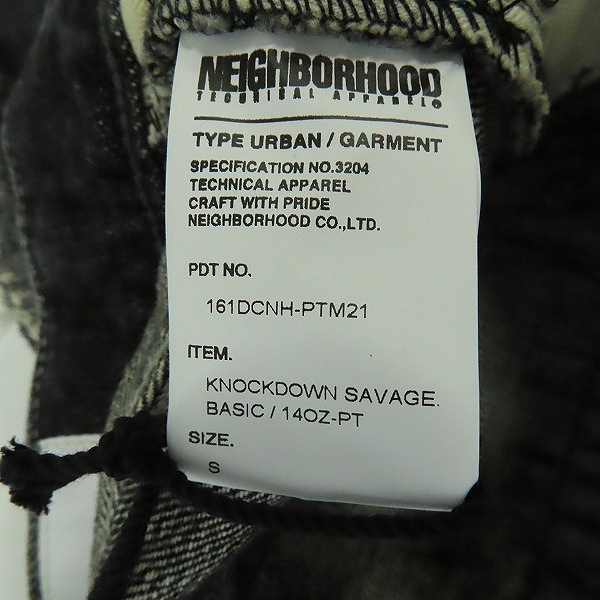 NEIGHBORHOOD
TECHNICAL APPAREL®
TYPE URBAN / GARMENT
SPECIFICATION NO.3204
TECHNICAL APPAREL
CRAFT WITH PRIDE
NEIGHBORHOOD CO.,LTD.
PDT NO.
161DCNH-PTM21
ITEM.
KNOCKDOWN SAVAGE.
BASIC / 14OZ-PT
SIZE.
S